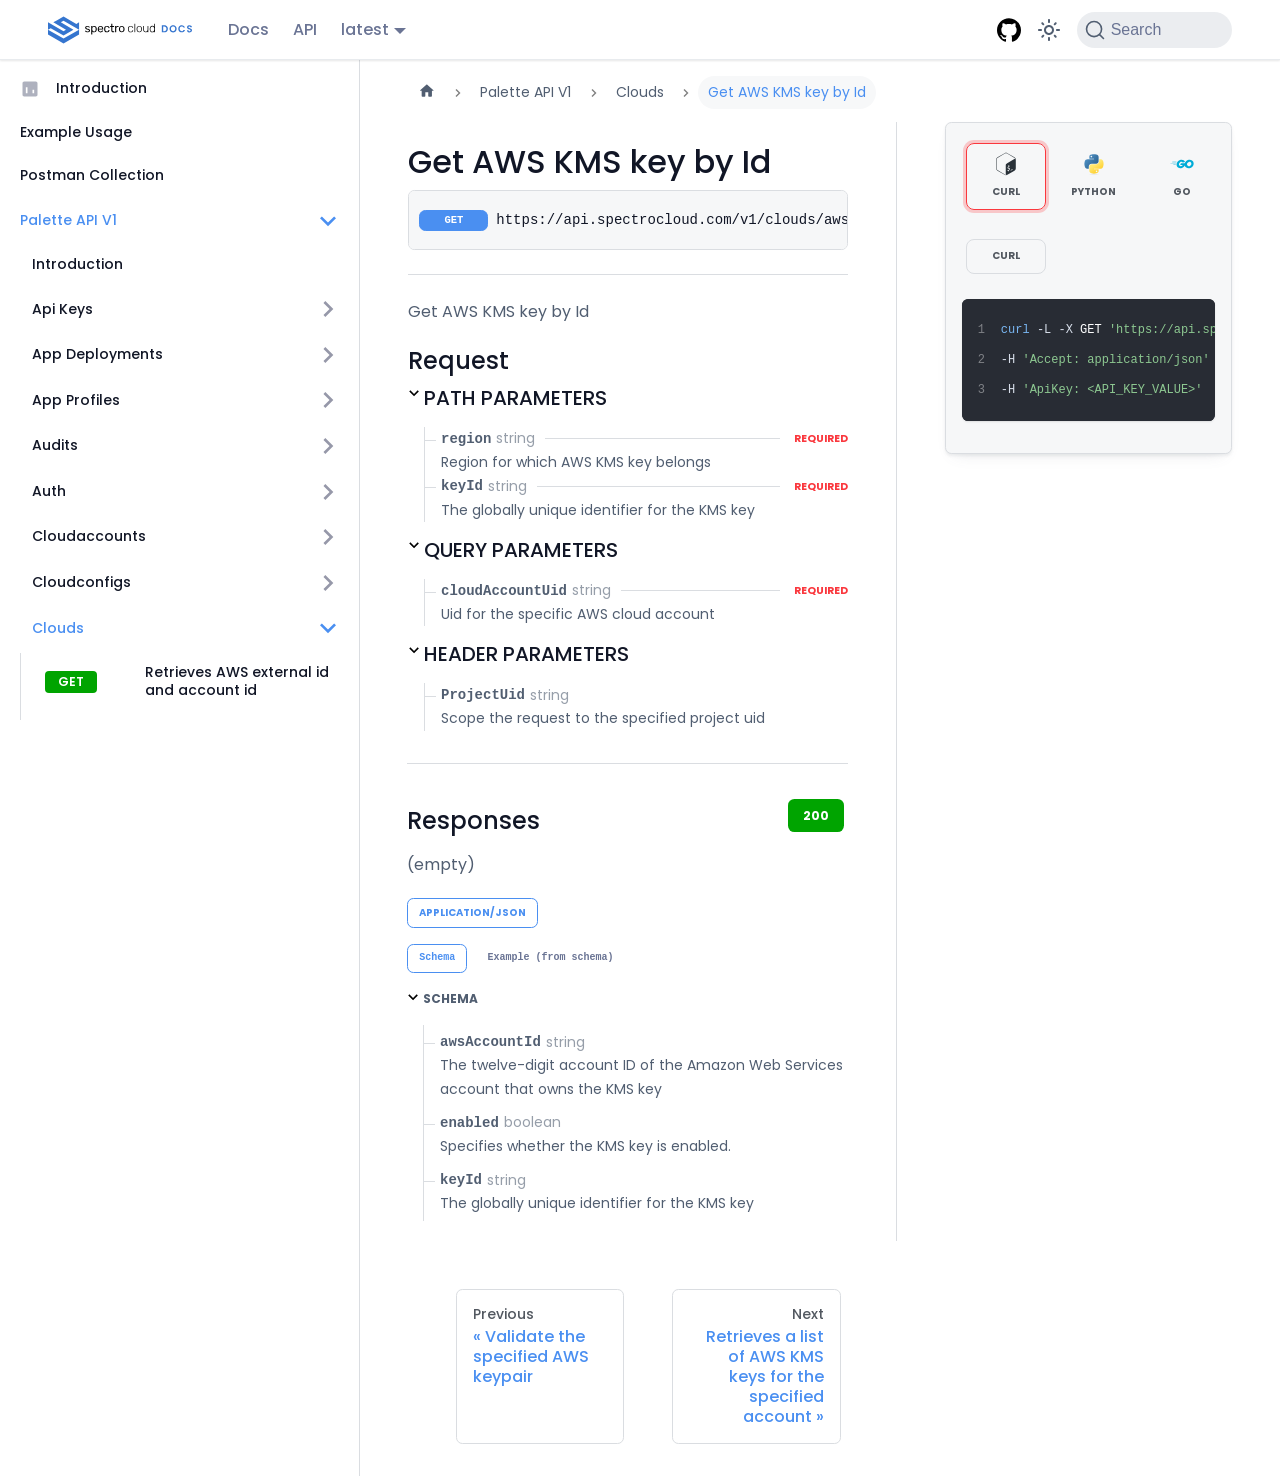 spectro cloud DOCS
Docs
API
latest
Search
Introduction
Example Usage
Postman Collection
Palette API V1
Introduction
Api Keys
App Deployments
App Profiles
Audits
Auth
Cloudaccounts
Cloudconfigs
Clouds
GET
Retrieves AWS external id
and account id
Palette API V1
Clouds
Get AWS KMS key by Id
Get AWS KMS key by Id
GET https://api.spectrocloud.com/v1/clouds/aws
Get AWS KMS key by Id
Request
PATH PARAMETERS
region string REQUIRED
Region for which AWS KMS key belongs
keyId string REQUIRED
The globally unique identifier for the KMS key
QUERY PARAMETERS
cloudAccountUid string REQUIRED
Uid for the specific AWS cloud account
HEADER PARAMETERS
ProjectUid string
Scope the request to the specified project uid
Responses
200
(empty)
APPLICATION/JSON
Schema Example (from schema)
SCHEMA
awsAccountId string
The twelve-digit account ID of the Amazon Web Services
account that owns the KMS key
enabled boolean
Specifies whether the KMS key is enabled.
keyId string
The globally unique identifier for the KMS key
CURL
PYTHON
GO
GO
CURL
1 curl -L -X GET 'https://api.sp
2 -H 'Accept: application/json'
3 -H 'ApiKey: <API_KEY_VALUE>'
Previous
« Validate the
specified AWS
keypair
Next
Retrieves a list
of AWS KMS
keys for the
specified
account »